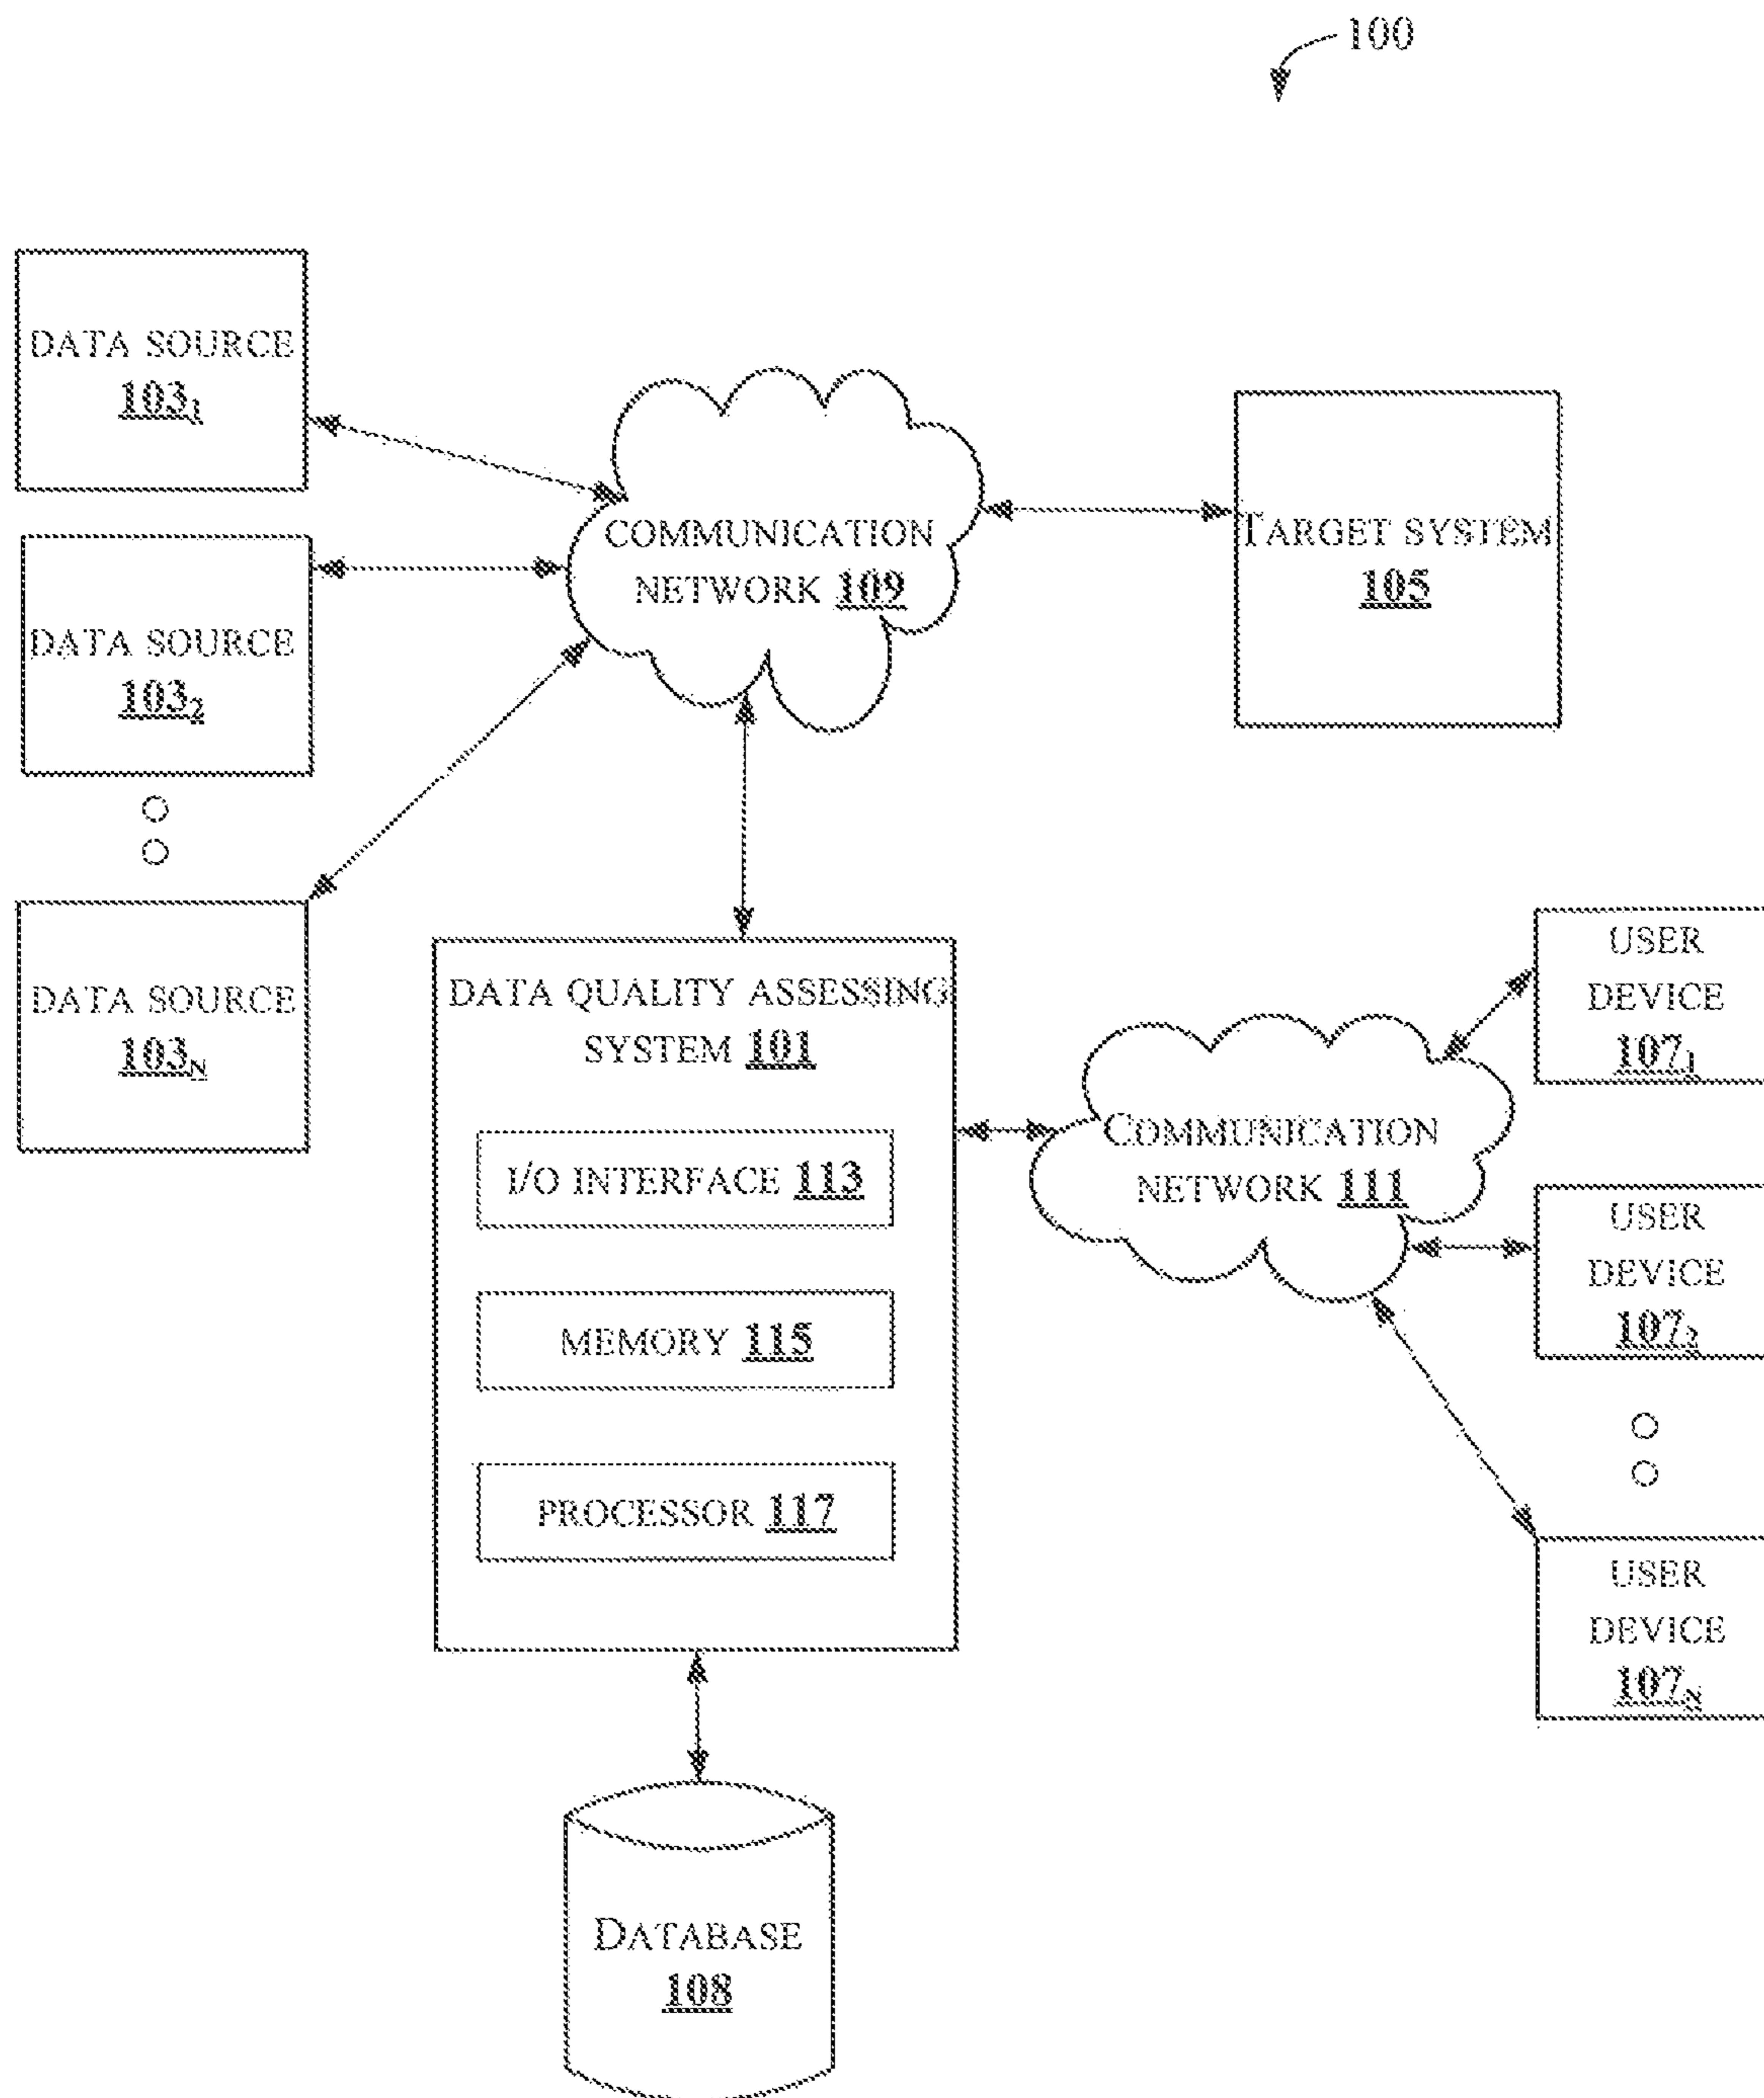 100
DATA SOURCE
103₁
COMMUNICATION
NETWORK 109
TARGET SYSTEM
105
DATA SOURCE
103₂
DATA SOURCE
103ₙ
DATA QUALITY ASSESSING
SYSTEM 101
I/O INTERFACE 113
MEMORY 115
PROCESSOR 117
COMMUNICATION
NETWORK 111
USER
DEVICE
107₁
USER
DEVICE
107₂
USER
DEVICE
107ₙ
DATABASE
108